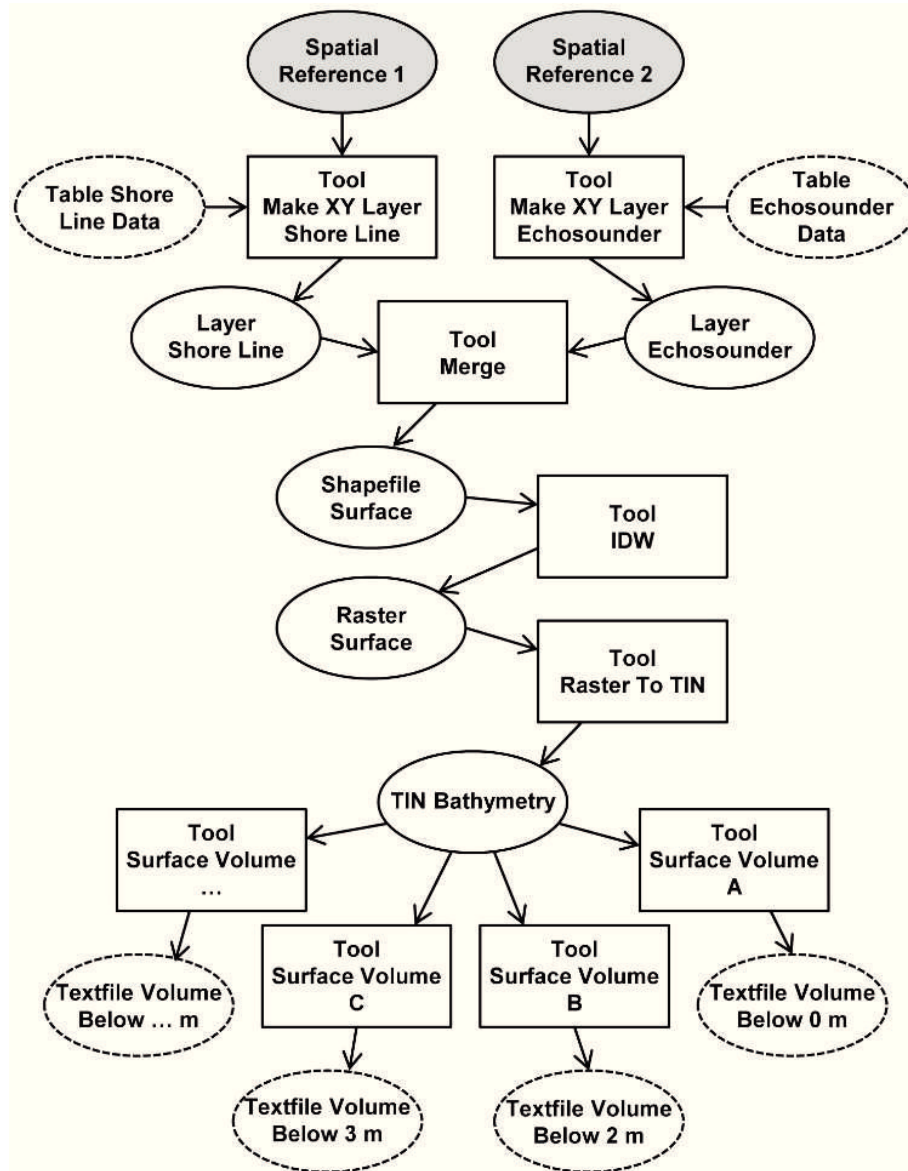 Spatial
Reference 1
Spatial
Reference 2
Table Shore
Line Data
Tool
Make XY Layer
Shore Line
Tool
Make XY Layer
Echosounder
Table
Echosounder
Data
Layer
Shore Line
Tool
Merge
Layer
Echosounder
Shapefile
Surface
Tool
IDW
Raster
Surface
Tool
Raster To TIN
TIN Bathymetry
Tool
Surface Volume
...
Tool
Surface Volume
A
Tool
Surface Volume
C
Tool
Surface Volume
B
Textfile Volume
Below ... m
Textfile Volume
Below 0 m
Textfile Volume
Below 3 m
Textfile Volume
Below 2 m